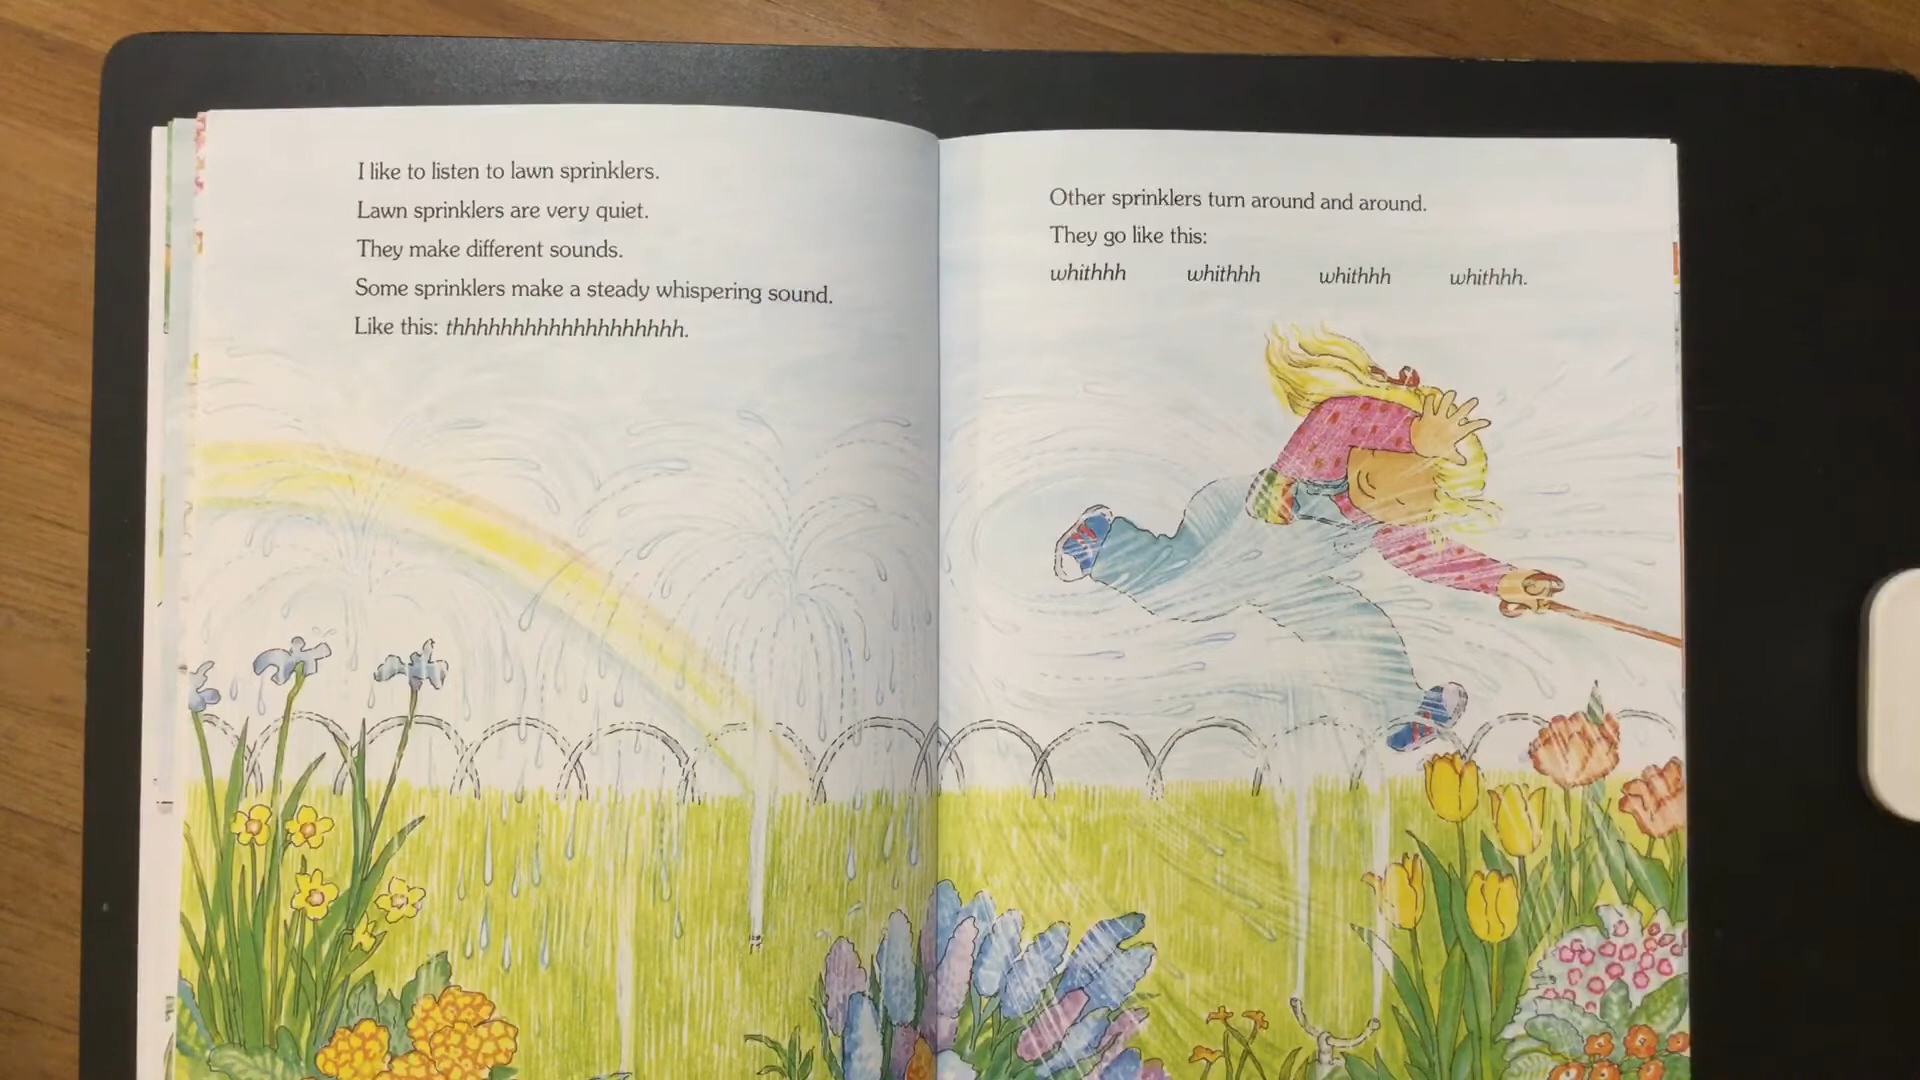 I like to listen to lawn sprinklers.
Lawn sprinklers are very quiet.
They make different sounds.
Some sprinklers make a steady whispering sound.
Like this: thhhhhhhhhhhhhhhhhhh.
Other sprinklers turn around and around.
They go like this:
whithhh whithhh whithhh whithhh.